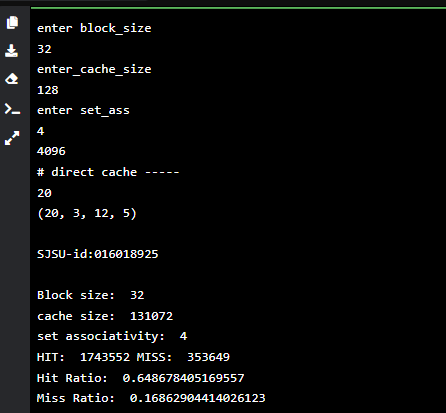 enter block_size
32
enter_cache_size
128
enter set_ass
4
4096
# direct cache -----
20
(20, 3, 12, 5)
SJSU-id:016018925
Block size:  32
cache size:  131072
set associativity:  4
HIT:  1743552 MISS:  353649
Hit Ratio:  0.648678405169557
Miss Ratio:  0.16862904414026123